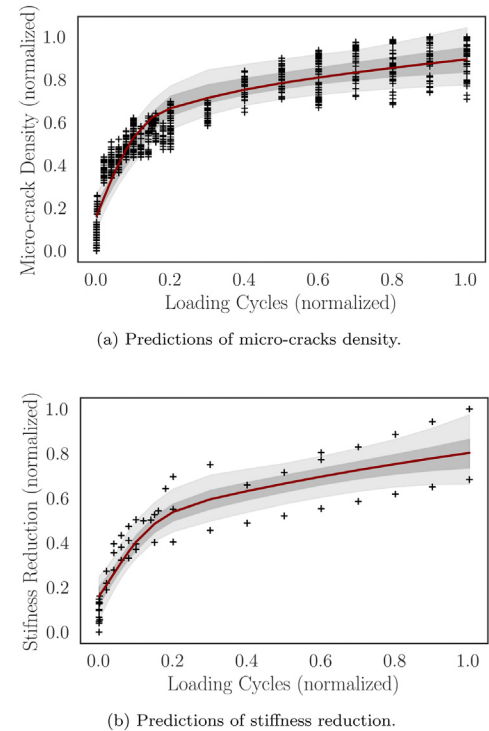 1.0
0.8
0.6
0.4
0.2
0.0
Micro-crack Density (normalized)
0.0 0.2 0.4 0.6 0.8 1.0
Loading Cycles (normalized)
(a) Predictions of micro-cracks density.
1.0
0.8
0.6
0.4
0.2
0.0
Stifness Reduction (normalized)
0.0 0.2 0.4 0.6 0.8 1.0
Loading Cycles (normalized)
(b) Predictions of stiffness reduction.